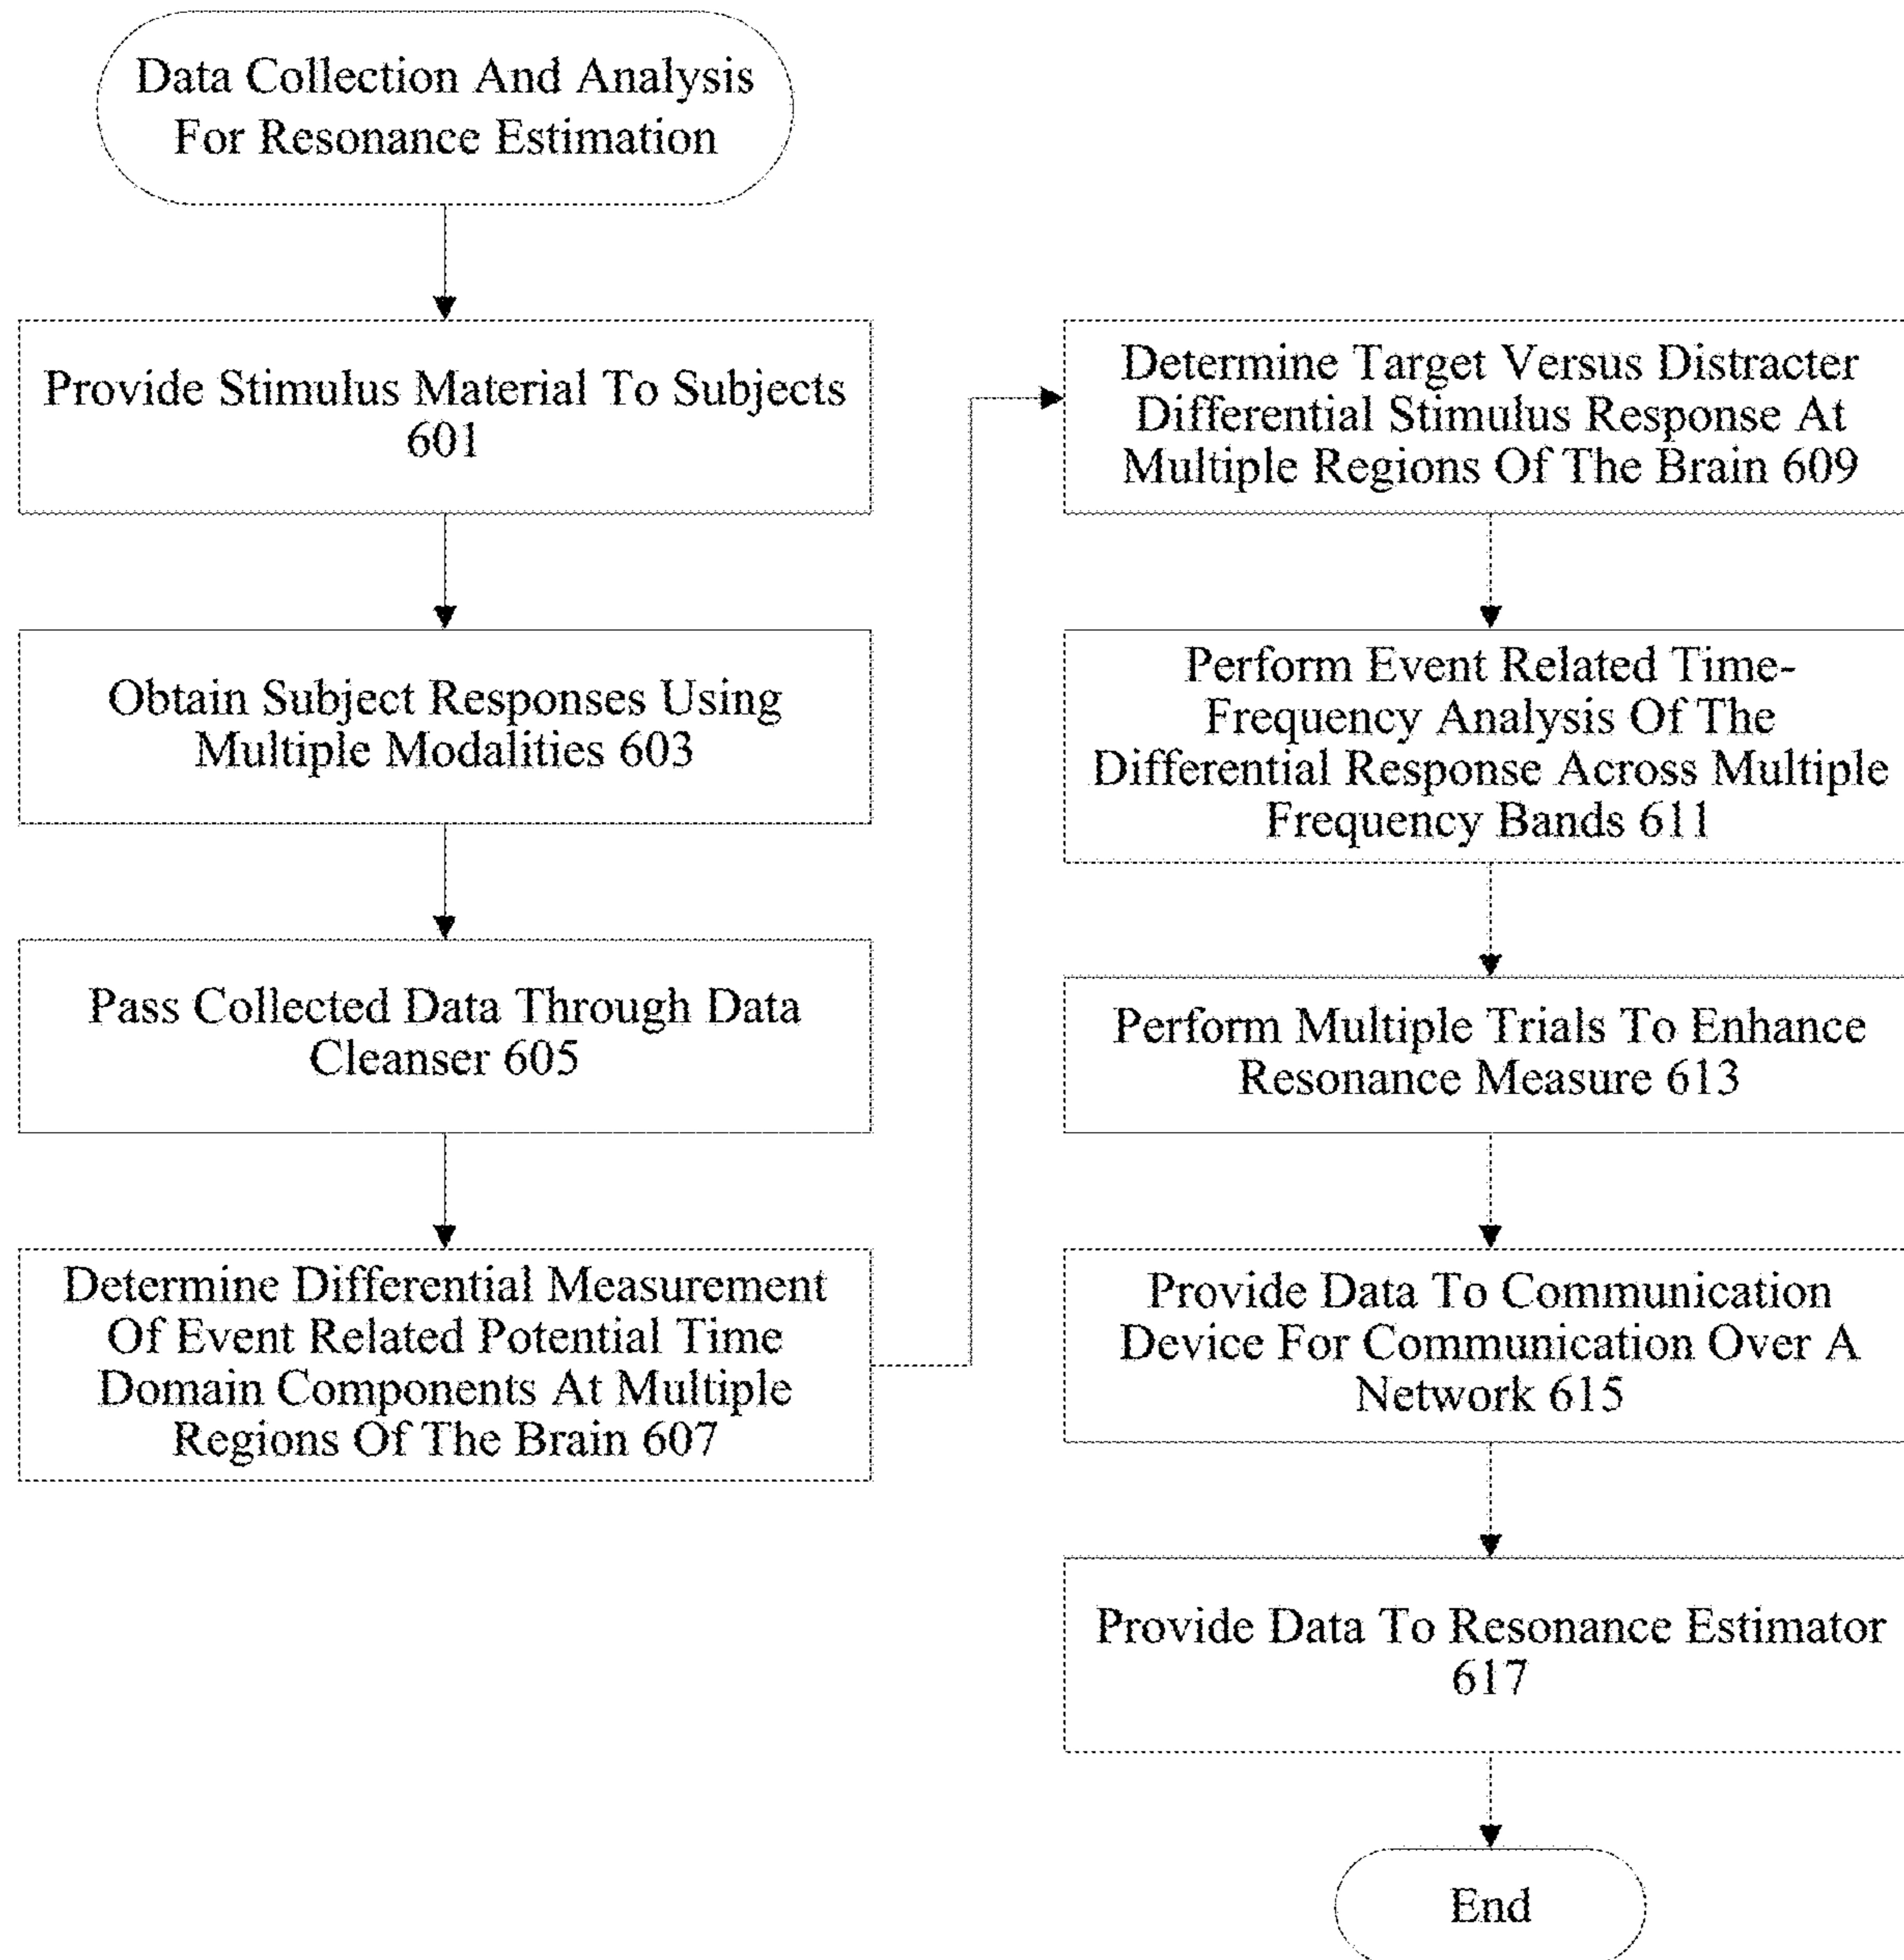 Data Collection And Analysis
For Resonance Estimation
Provide Stimulus Material To Subjects
601
Obtain Subject Responses Using
Multiple Modalities 603
Pass Collected Data Through Data
Cleanser 605
Determine Differential Measurement
Of Event Related Potential Time
Domain Components At Multiple
Regions Of The Brain 607
Determine Target Versus Distracter
Differential Stimulus Response At
Multiple Regions Of The Brain 609
Perform Event Related Time-
Frequency Analysis Of The
Differential Response Across Multiple
Frequency Bands 611
Perform Multiple Trials To Enhance
Resonance Measure 613
Provide Data To Communication
Device For Communication Over A
Network 615
Provide Data To Resonance Estimator
617
End